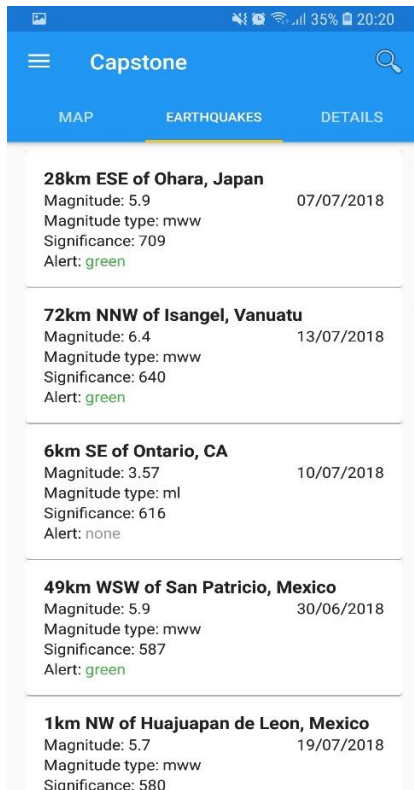 35% 20:20
Capstone
MAP EARTHQUAKES DETAILS
28km ESE of Ohara, Japan
Magnitude: 5.9 07/07/2018
Magnitude type: mww
Significance: 709
Alert: green
72km NNW of Isangel, Vanuatu
Magnitude: 6.4 13/07/2018
Magnitude type: mww
Significance: 640
Alert: green
6km SE of Ontario, CA
Magnitude: 3.57 10/07/2018
Magnitude type: ml
Significance: 616
Alert: none
49km WSW of San Patricio, Mexico
Magnitude: 5.9 30/06/2018
Magnitude type: mww
Significance: 587
Alert: green
1km NW of Huajuapan de Leon, Mexico
Magnitude: 5.7 19/07/2018
Magnitude type: mww
Significance: 580